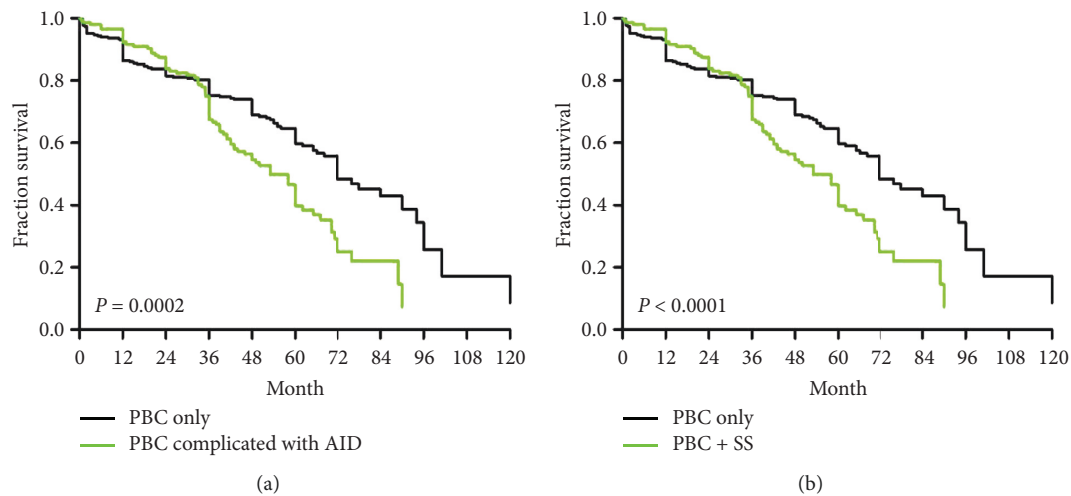 1.0
0.8
0.6
0.4
0.2
0.0
Fraction survival
P = 0.0002
0 12 24 36 48 60 72 84 96 108 120
Month
PBC only
PBC complicated with AID
(a)
1.0
0.8
0.6
0.4
0.2
0.0
Fraction survival
P < 0.0001
0 12 24 36 48 60 72 84 96 108 120
Month
PBC only
PBC + SS
(b)